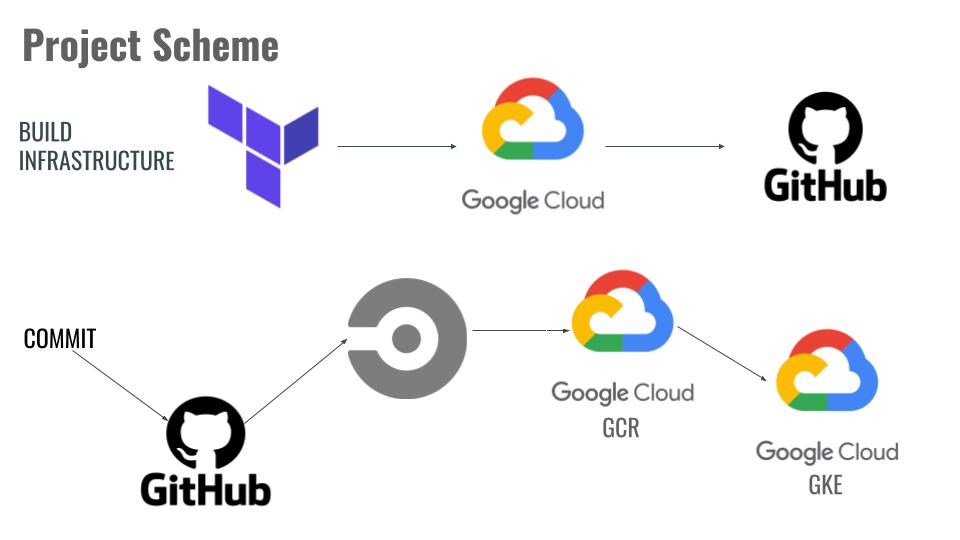 Project Scheme
BUILD
INFRASTRUCTURE
Google Cloud
GitHub
COMMIT
GitHub
Google Cloud
GCR
Google Cloud
GKE